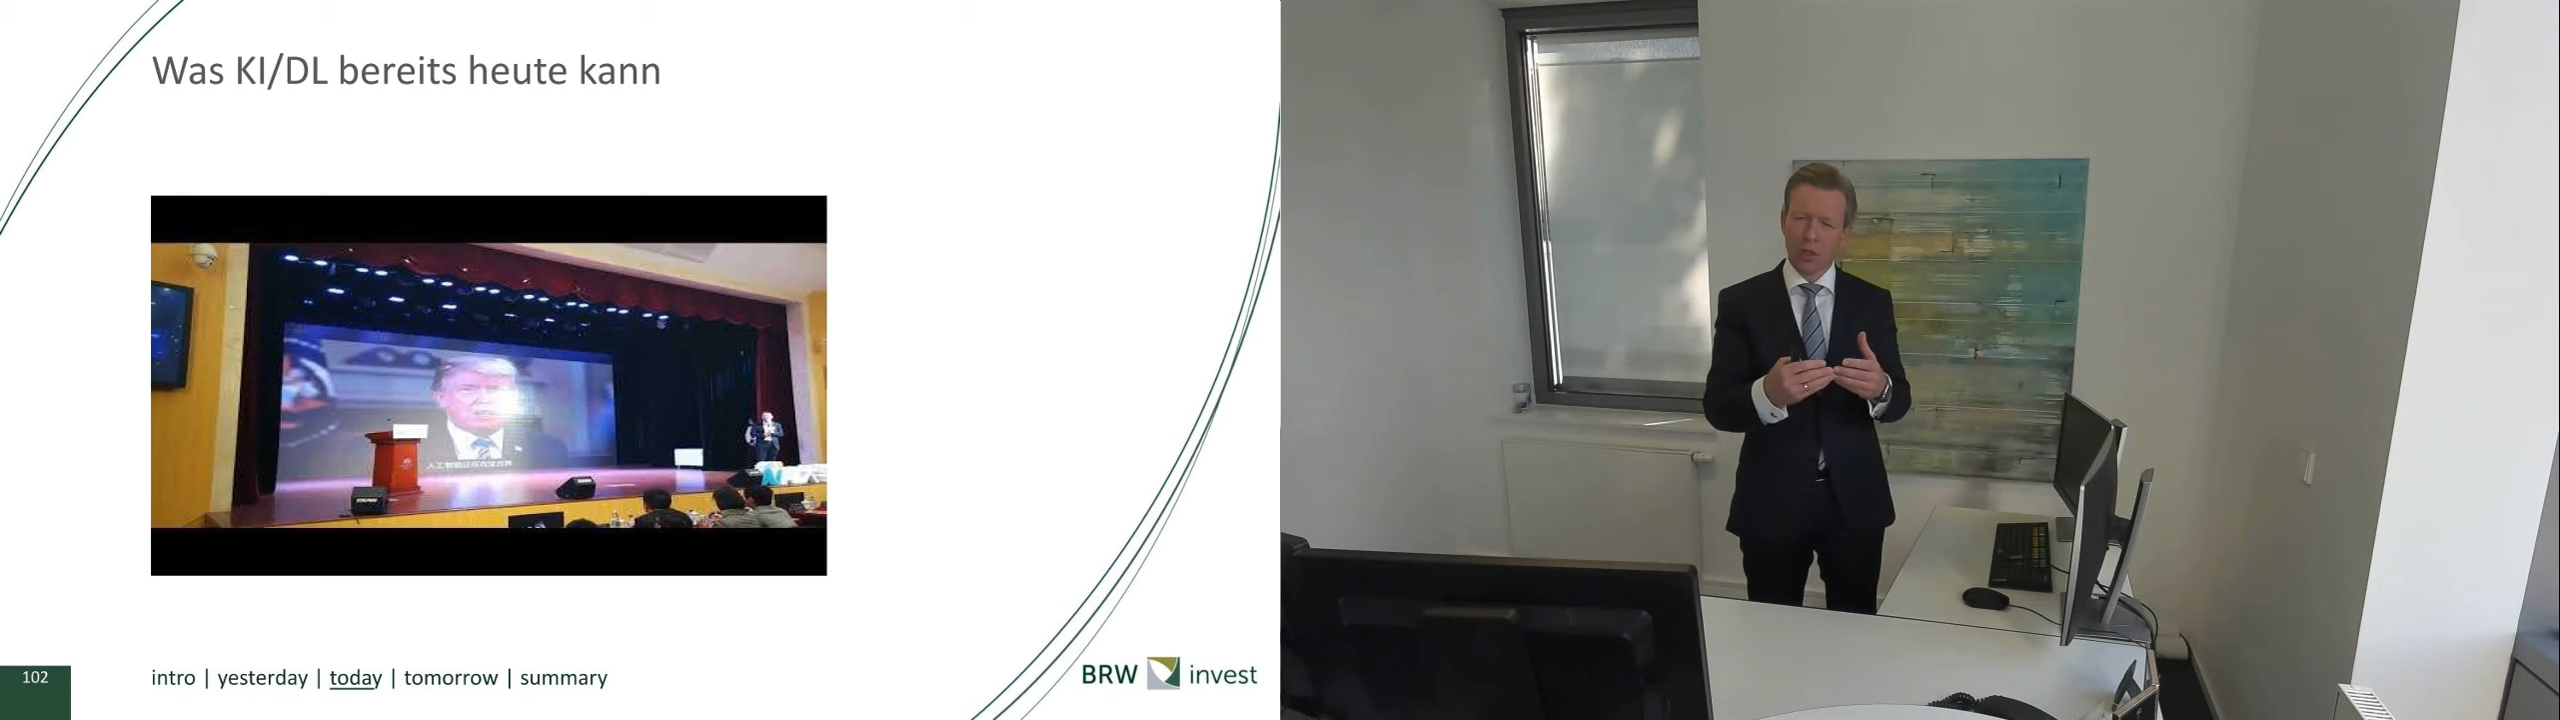 Was KI/DL bereits heute kann
102
intro | yesterday | today | tomorrow | summary
BRW invest